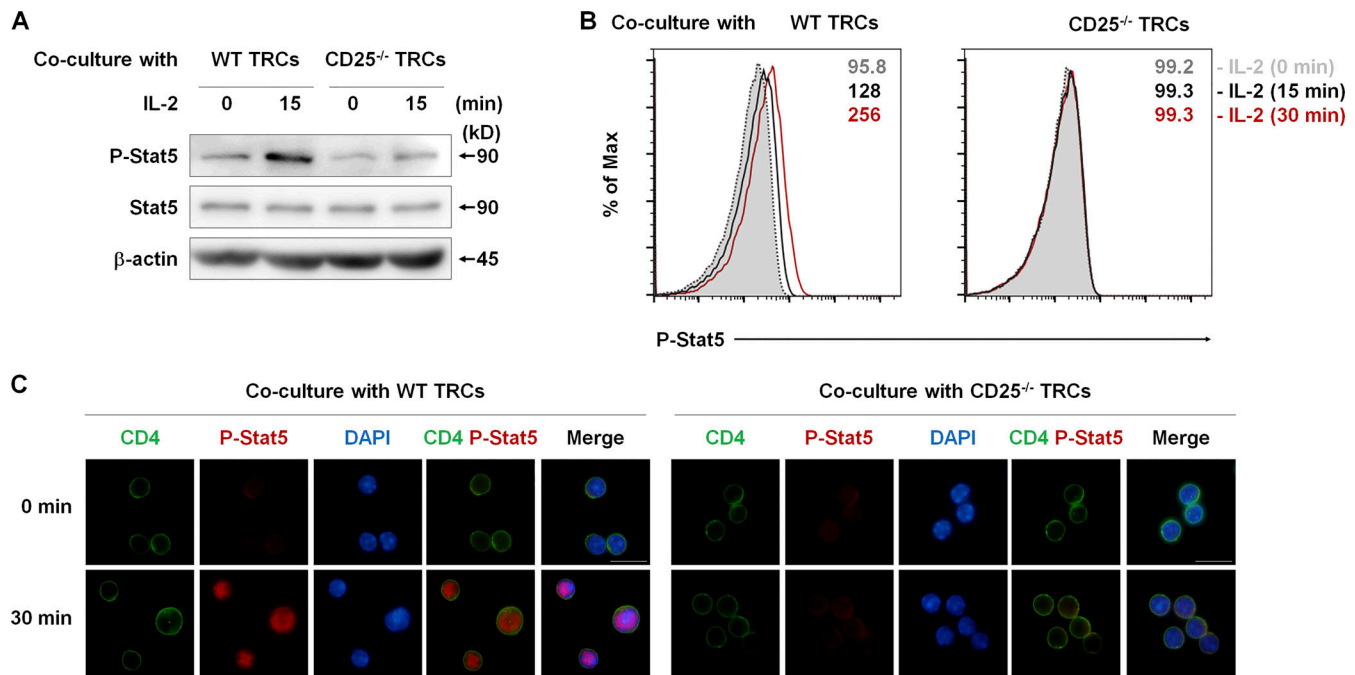 A
Co-culture with WT TRCs CD25-/- TRCs
IL-2 0 15 0 15 (min)
(kD)
P-Stat5 ←90
Stat5 ←90
β-actin ←45
B
Co-culture with WT TRCs CD25-/- TRCs
95.8 99.2 - IL-2 (0 min)
128 99.3 - IL-2 (15 min)
256 99.3 - IL-2 (30 min)
% of Max
P-Stat5
C
Co-culture with WT TRCs Co-culture with CD25-/- TRCs
CD4 P-Stat5 DAPI CD4 P-Stat5 Merge CD4 P-Stat5 DAPI CD4 P-Stat5 Merge
0 min
30 min